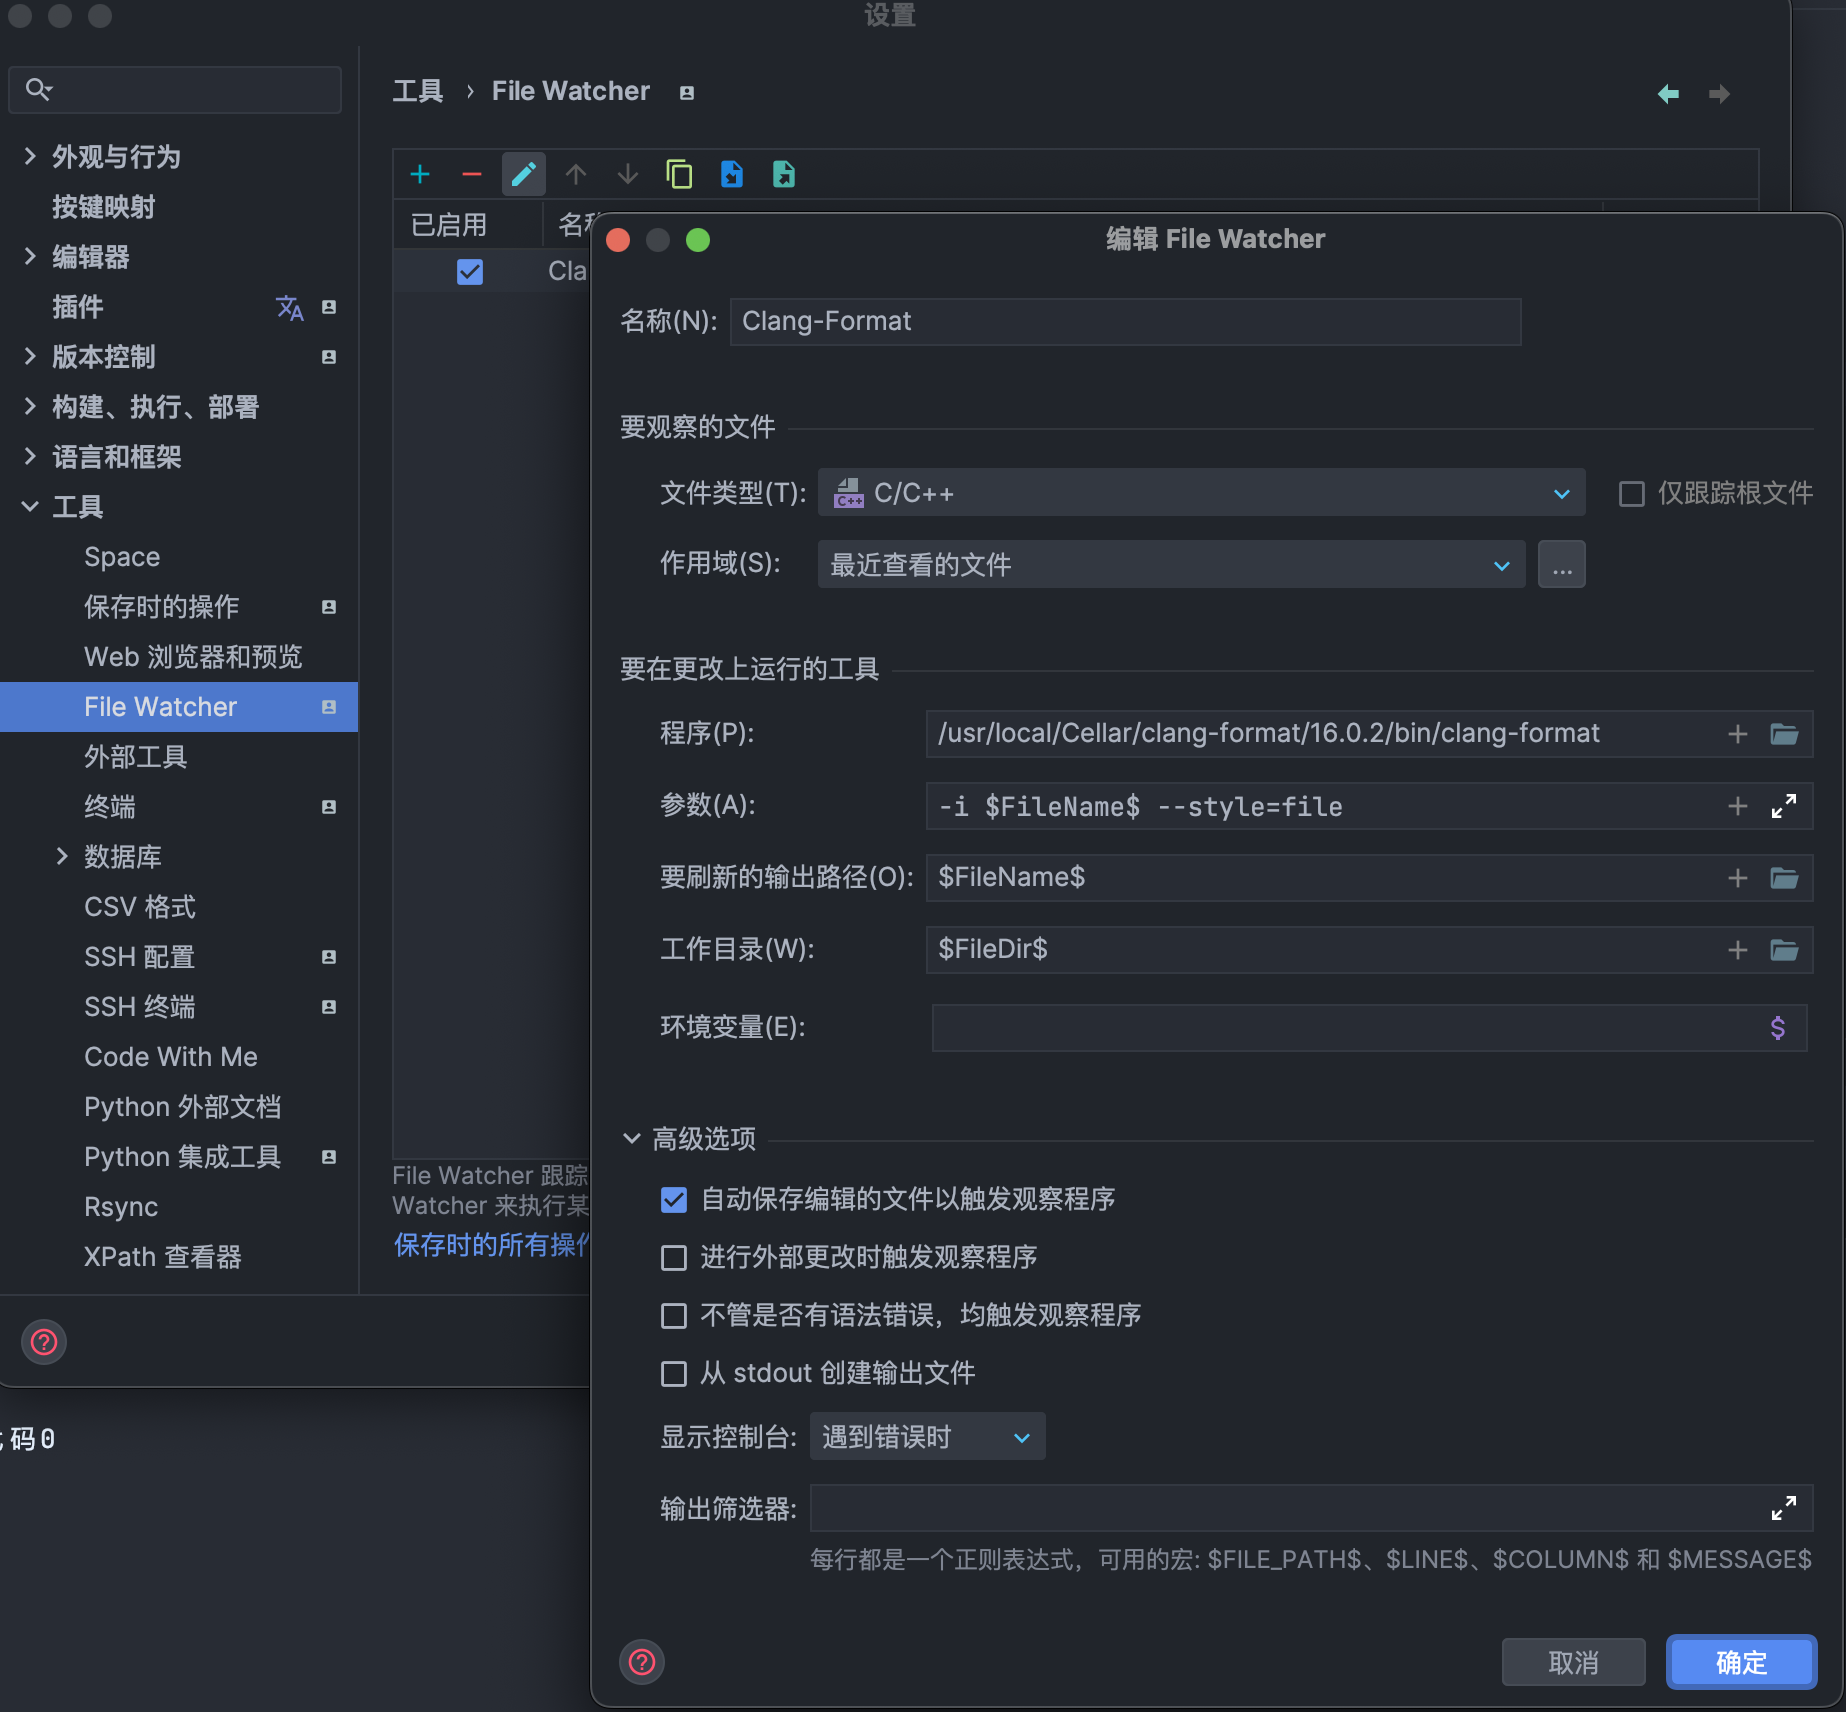 设置
工具 › File Watcher
外观与行为
按键映射
编辑器
插件
版本控制
构建、执行、部署
语言和框架
工具
Space
保存时的操作
Web 浏览器和预览
File Watcher
外部工具
终端
数据库
CSV 格式
SSH 配置
SSH 终端
Code With Me
Python 外部文档
Python 集成工具
Rsync
XPath 查看器
已启用
Cla
File Watcher 跟踪
Watcher 来执行某
保存时的所有操作
码0
编辑 File Watcher
名称(N): Clang-Format
要观察的文件
文件类型(T): C/C++ 仅跟踪根文件
作用域(S): 最近查看的文件 ...
要在更改上运行的工具
程序(P): /usr/local/Cellar/clang-format/16.0.2/bin/clang-format
参数(A): -i $FileName$ --style=file
要刷新的输出路径(O): $FileName$
工作目录(W): $FileDir$
环境变量(E):
高级选项
自动保存编辑的文件以触发观察程序
进行外部更改时触发观察程序
不管是否有语法错误，均触发观察程序
从 stdout 创建输出文件
显示控制台: 遇到错误时
输出筛选器:
每行都是一个正则表达式，可用的宏: $FILE_PATH$、$LINE$、$COLUMN$ 和 $MESSAGE$
取消
确定